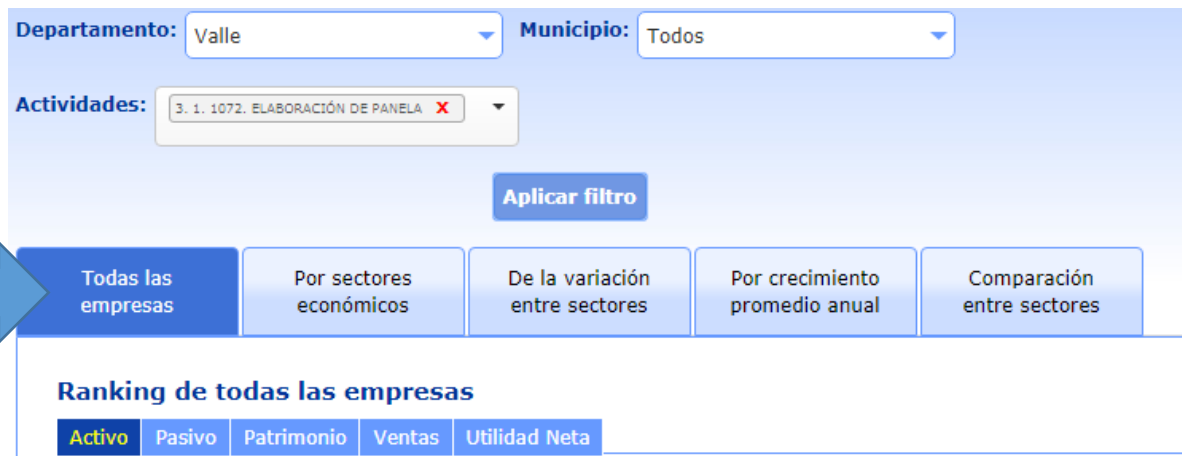 Departamento: Valle Municipio: Todos
Actividades: 3. 1. 1072. ELABORACIÓN DE PANELA X
Aplicar filtro
Todas las empresas
Por sectores económicos
De la variación entre sectores
Por crecimiento promedio anual
Comparación entre sectores
Ranking de todas las empresas
Activo Pasivo Patrimonio Ventas Utilidad Neta